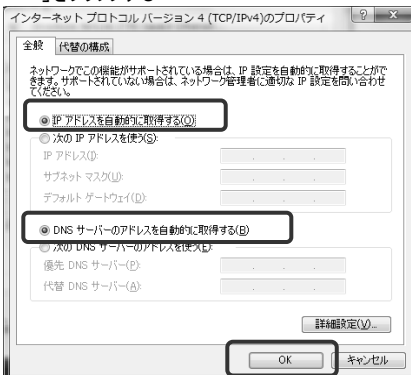 インターネット プロトコル バージョン 4 (TCP/IPv4)のプロパティ
全般 代替の構成
ネットワークでこの機能がサポートされている場合は、IP 設定を自動的に取得することがで
きます。サポートされていない場合は、ネットワーク管理者に適切な IP 設定を問い合わせ
てください。
IP アドレスを自動的に取得する(O)
次の IP アドレスを使う(S):
IP アドレス(I):
サブネット マスク(U):
デフォルト ゲートウェイ(D):
DNS サーバーのアドレスを自動的に取得する(B)
次の DNS サーバーのアドレスを使う(E):
優先 DNS サーバー(P):
代替 DNS サーバー(A):
詳細設定(V)...
OK キャンセル